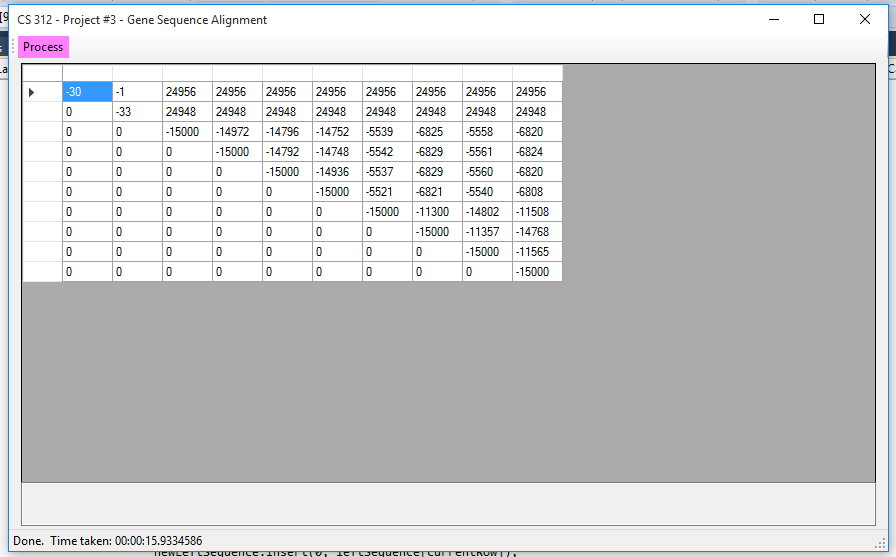 [9
CS 312 - Project #3 - Gene Sequence Alignment
Process
-30 -1 24956 24956 24956 24956 24956 24956 24956 24956
0 -33 24948 24948 24948 24948 24948 24948 24948 24948
0 0 -15000 -14972 -14796 -14752 -5539 -6825 -5558 -6820
0 0 0 -15000 -14792 -14748 -5542 -6829 -5561 -6824
0 0 0 0 -15000 -14936 -5537 -6829 -5560 -6820
0 0 0 0 0 -15000 -5521 -6821 -5540 -6808
0 0 0 0 0 0 -15000 -11300 -14802 -11508
0 0 0 0 0 0 0 -15000 -11357 -14768
0 0 0 0 0 0 0 0 -15000 -11565
0 0 0 0 0 0 0 0 0 -15000
Done. Time taken: 00:00:15.9334586
newLeftSequence.Insert(0, leftSequence[currentRow]);